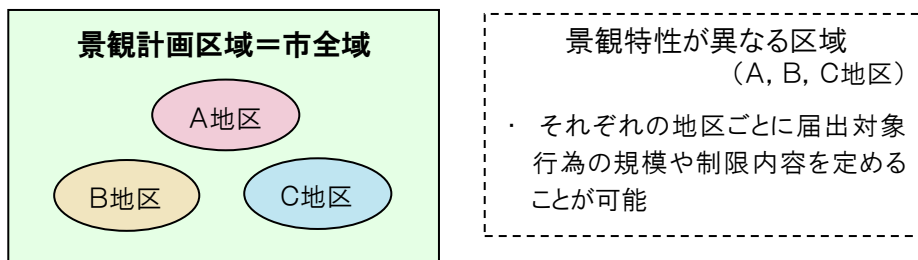 景観計画区域＝市全域
A地区
B地区
C地区
景観特性が異なる区域
（A, B, C地区）
・ それぞれの地区ごとに届出対象
行為の規模や制限内容を定める
ことが可能